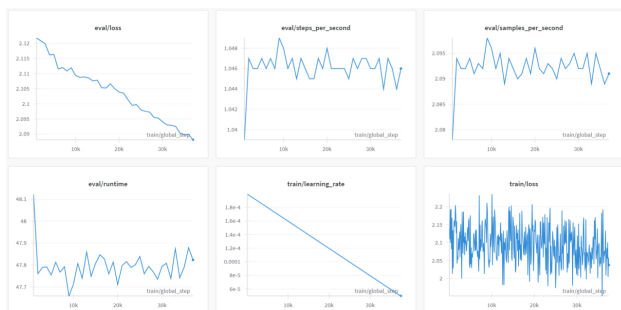 eval/loss
2.12
2.115
2.11
2.105
2.1
2.095
2.09
train/global_step
10k
20k
30k
eval/steps_per_second
1.048
1.046
1.044
1.042
1.04
train/global_step
10k
20k
30k
eval/samples_per_second
2.095
2.09
2.085
2.08
train/global_step
10k
20k
30k
eval/runtime
48.1
48
47.9
47.8
47.7
train/global_step
10k
20k
30k
train/learning_rate
1.8e-4
1.6e-4
1.4e-4
1.2e-4
0.0001
8e-5
6e-5
train/global_step
10k
20k
30k
train/loss
2.2
2.15
2.1
2.05
2
train/global_step
10k
20k
30k